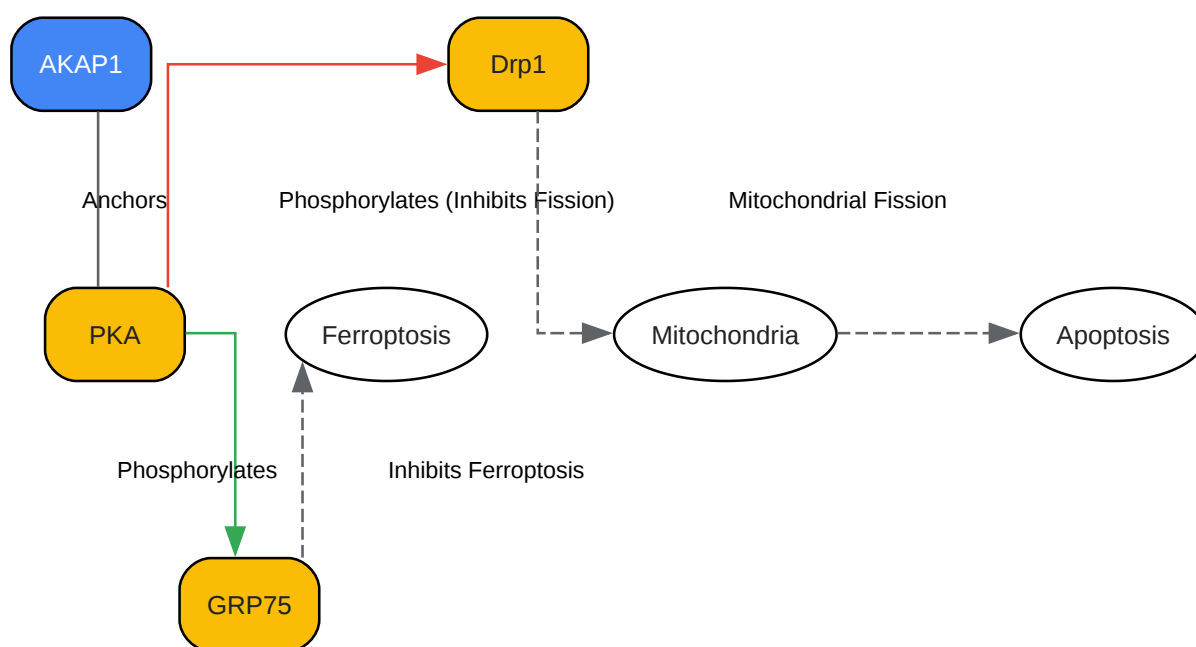 AKAP1
Drp1
Anchors
Phosphorylates (Inhibits Fission)
Mitochondrial Fission
PKA
Ferroptosis
Mitochondria
Apoptosis
Phosphorylates
Inhibits Ferroptosis
GRP75